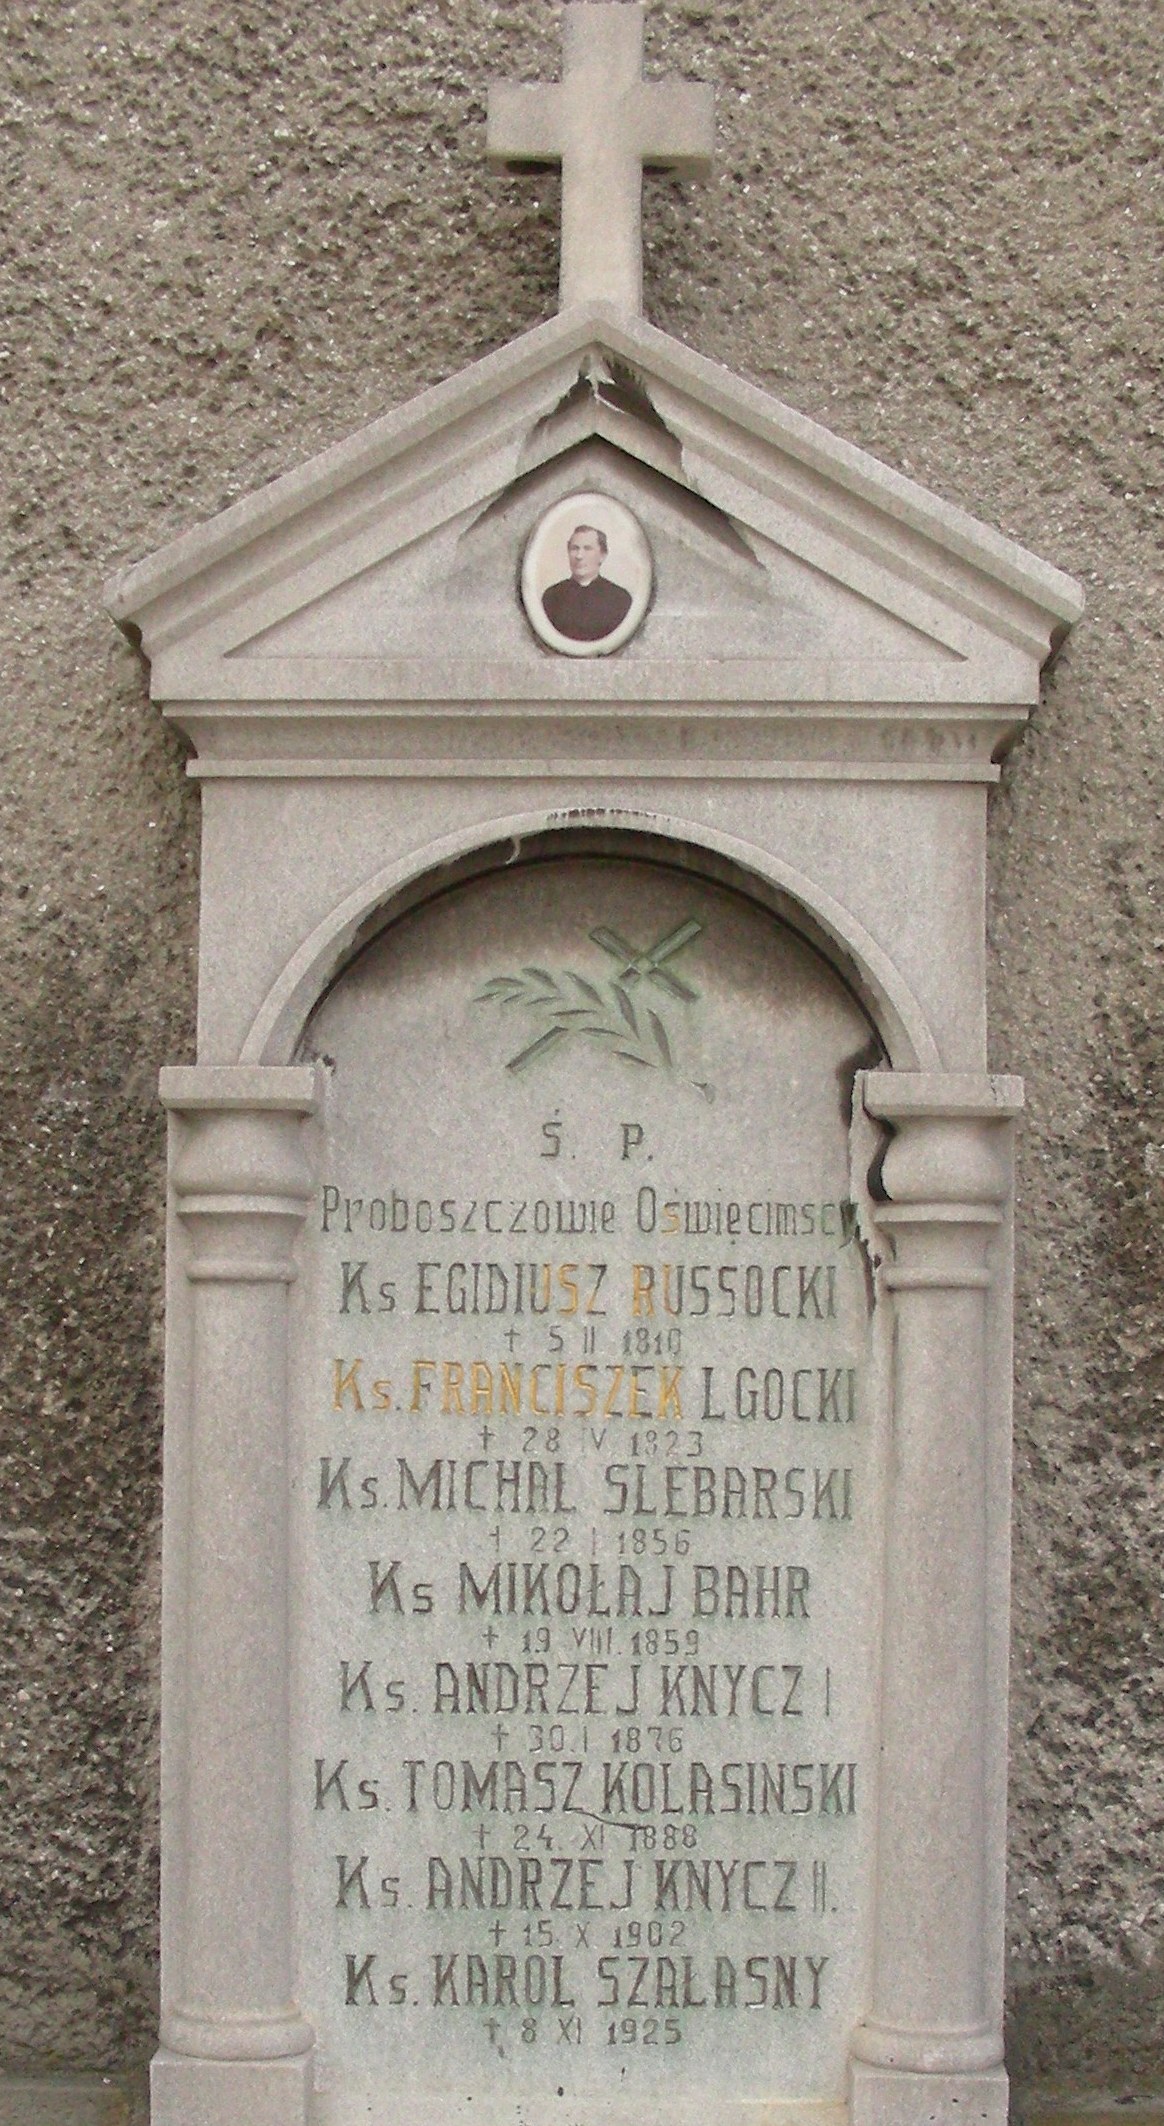 Ś. P.
Proboszczowie Oświęcimscy
Ks EGIDIUSZ RUSSOCKI
† 5 II 1810
Ks. FRANCISZEK LGOCKI
† 28 IV 1823
Ks. MICHAŁ SLEBARSKI
† 22 I 1856
Ks MIKOŁAJ BAHR
† 19 VIII. 1859
Ks. ANDRZEJ KNYCZ I
† 30. I 1876
Ks. TOMASZ KOLASINSKI
† 24. XI 1888
Ks. ANDRZEJ KNYCZ II.
† 15. X 1902
Ks. KAROL SZAŁASNY
† 8 XI 1925